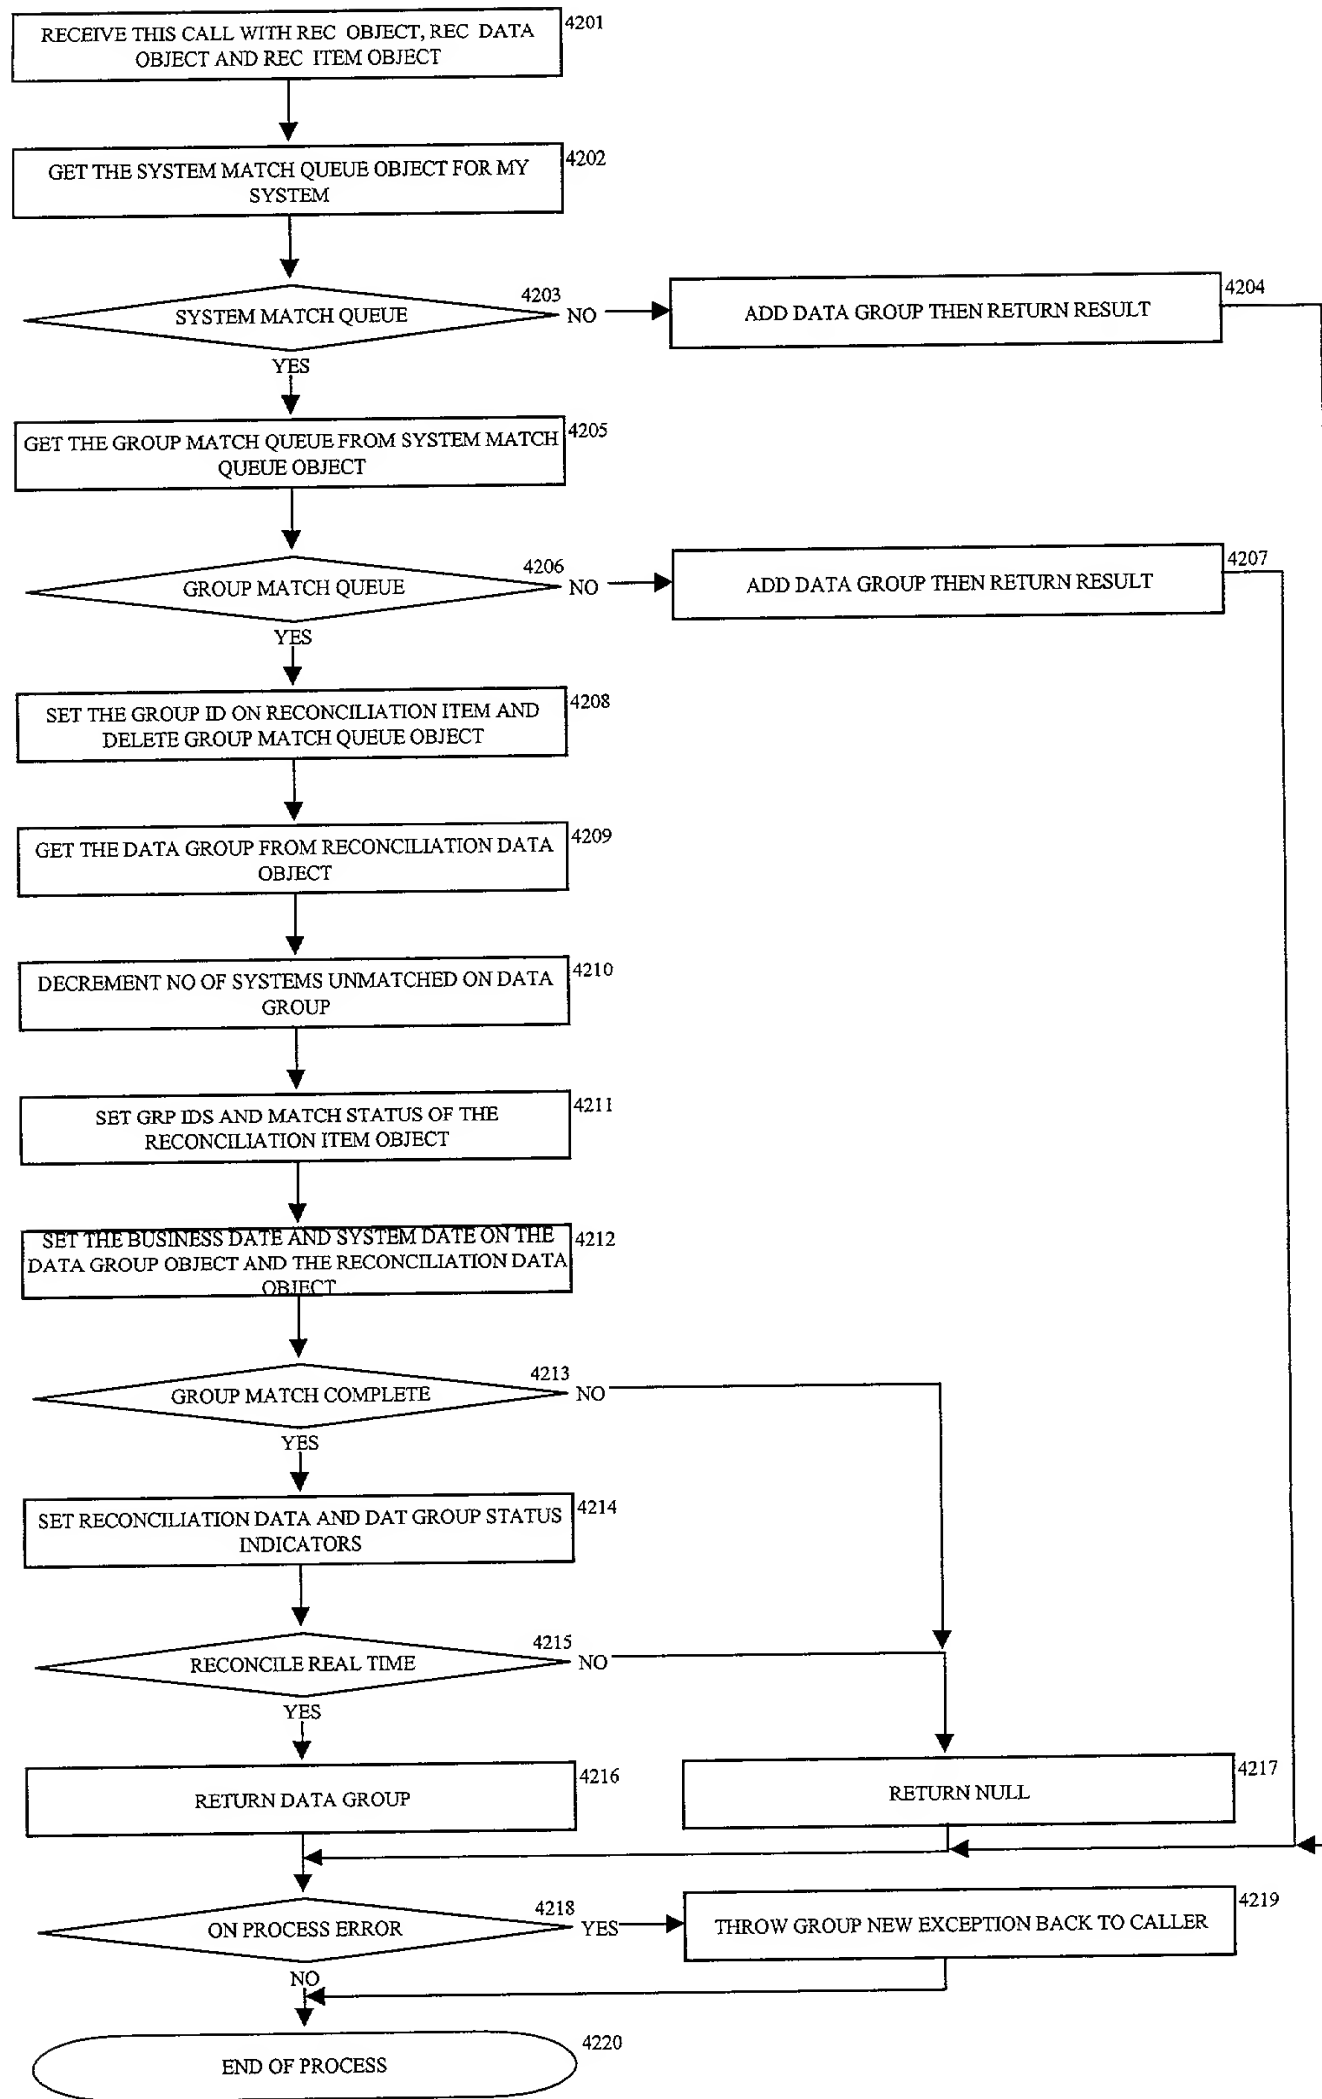 RECEIVE THIS CALL WITH REC OBJECT, REC DATA
OBJECT AND REC ITEM OBJECT
4201
GET THE SYSTEM MATCH QUEUE OBJECT FOR MY
SYSTEM
4202
SYSTEM MATCH QUEUE
4203
NO
YES
ADD DATA GROUP THEN RETURN RESULT
4204
GET THE GROUP MATCH QUEUE FROM SYSTEM MATCH
QUEUE OBJECT
4205
GROUP MATCH QUEUE
4206
NO
YES
ADD DATA GROUP THEN RETURN RESULT
4207
SET THE GROUP ID ON RECONCILIATION ITEM AND
DELETE GROUP MATCH QUEUE OBJECT
4208
GET THE DATA GROUP FROM RECONCILIATION DATA
OBJECT
4209
DECREMENT NO OF SYSTEMS UNMATCHED ON DATA
GROUP
4210
SET GRP IDS AND MATCH STATUS OF THE
RECONCILIATION ITEM OBJECT
4211
SET THE BUSINESS DATE AND SYSTEM DATE ON THE
DATA GROUP OBJECT AND THE RECONCILIATION DATA
OBJECT
4212
GROUP MATCH COMPLETE
4213
NO
YES
SET RECONCILIATION DATA AND DAT GROUP STATUS
INDICATORS
4214
RECONCILE REAL TIME
4215
NO
YES
RETURN DATA GROUP
4216
RETURN NULL
4217
ON PROCESS ERROR
4218
YES
NO
THROW GROUP NEW EXCEPTION BACK TO CALLER
4219
END OF PROCESS
4220